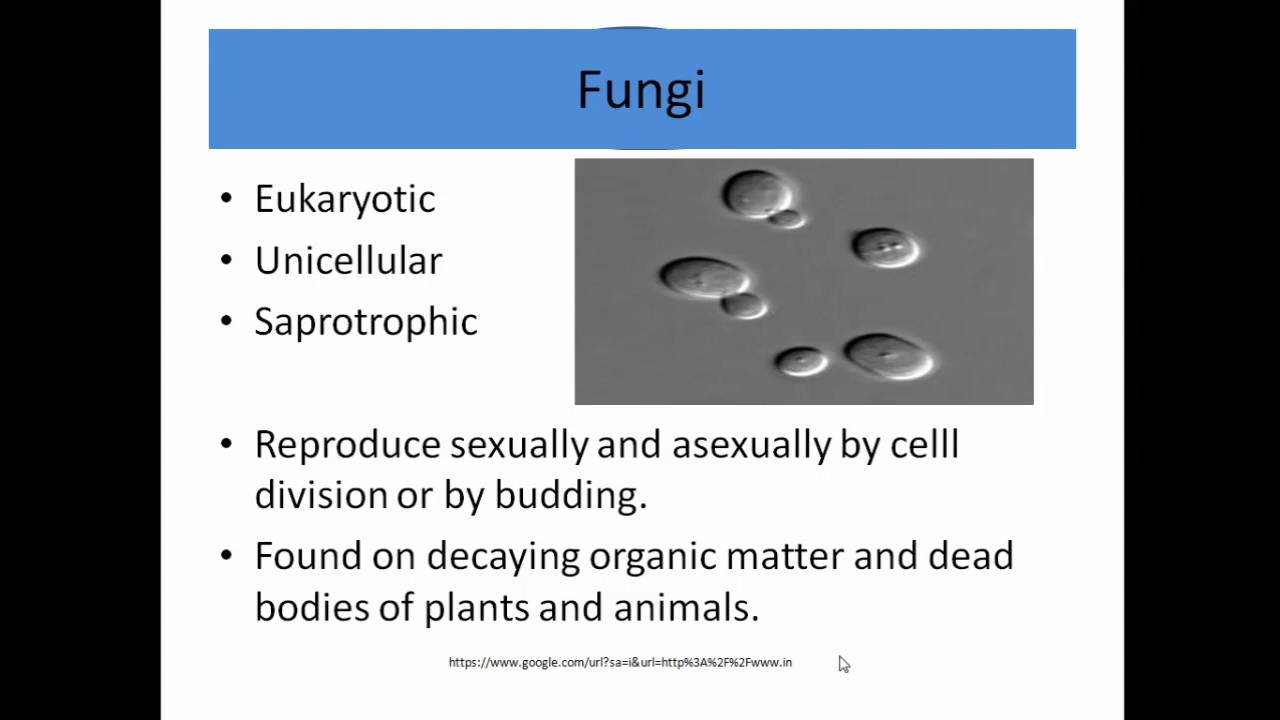 Fungi
• Eukaryotic
• Unicellular
• Saprotrophic
• Reproduce sexually and asexually by celll
division or by budding.
• Found on decaying organic matter and dead
bodies of plants and animals.
https://www.google.com/url?sa=i&url=http%3A%2F%2Fwww.in